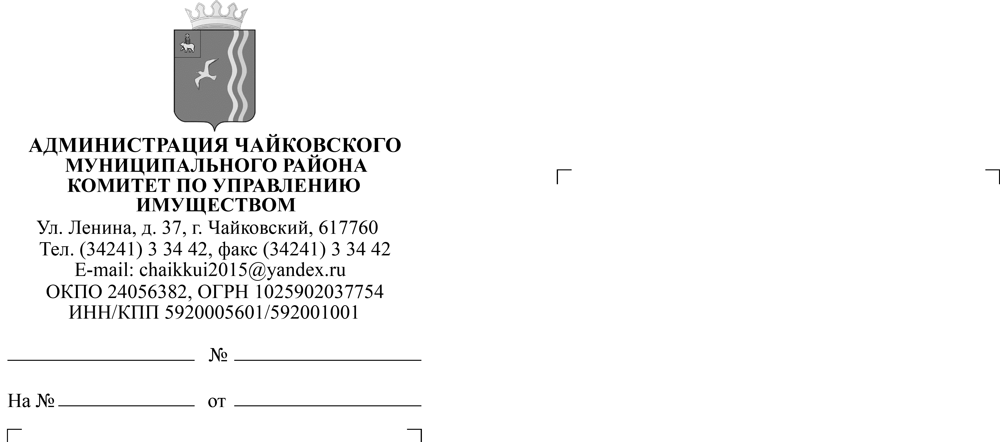 АДМИНИСТРАЦИЯ ЧАЙКОВСКОГО
МУНИЦИПАЛЬНОГО РАЙОНА
КОМИТЕТ ПО УПРАВЛЕНИЮ
ИМУЩЕСТВОМ
Ул. Ленина, д. 37, г. Чайковский, 617760
Тел. (34241) 3 34 42, факс (34241) 3 34 42
E-mail: chaikkui2015@yandex.ru
ОКПО 24056382, ОГРН 1025902037754
ИНН/КПП 5920005601/592001001
№
На № от